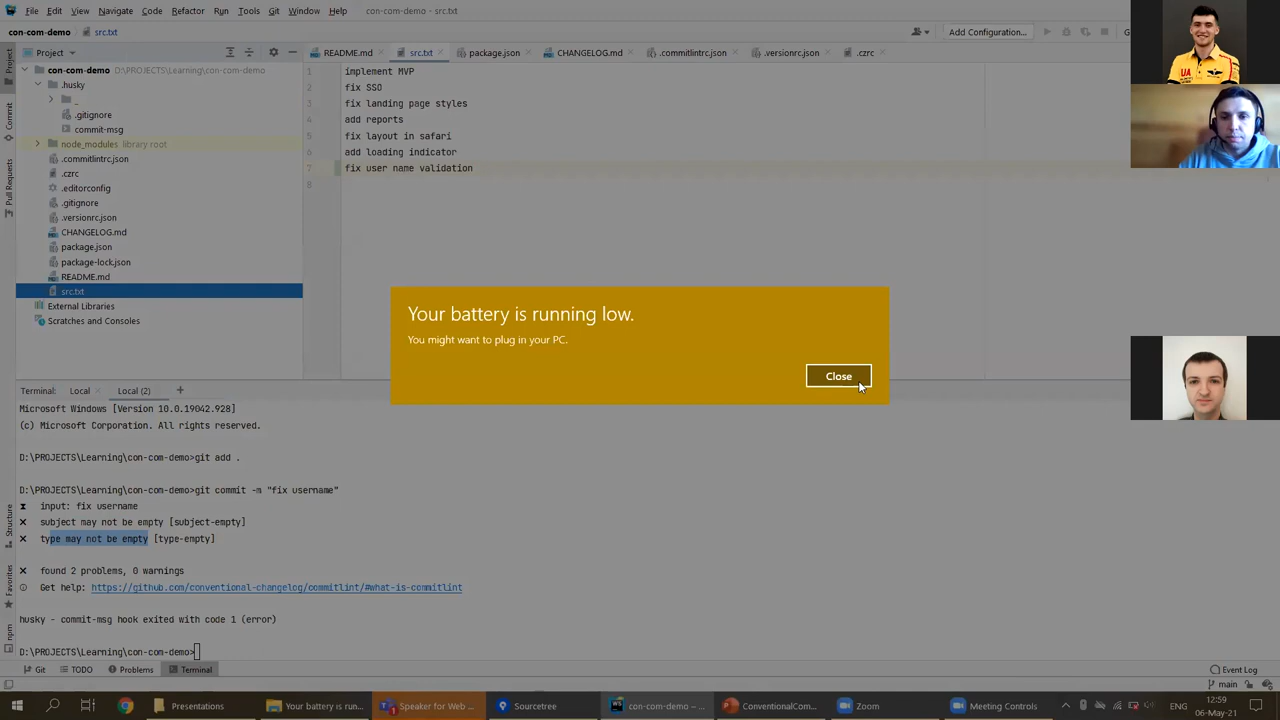 File Edit View Navigate Code Refactor Run Tools Git Window Help con-com-demo - src.txt
con-com-demo src.txt
Add Configuration...
Project
README.md src.txt package.json CHANGELOG.md .commitlintrc.json .versionrc.json .czrc
con-com-demo D:\PROJECTS\Learning\con-com-demo
.husky
_
.gitignore
commit-msg
node_modules library root
.commitlintrc.json
.czrc
.editorconfig
.gitignore
.versionrc.json
CHANGELOG.md
package.json
package-lock.json
README.md
src.txt
External Libraries
Scratches and Consoles
1 implement MVP
2 fix SSO
3 fix landing page styles
4 add reports
5 fix layout in safari
6 add loading indicator
7 fix user name validation
8
Project
Commit
Pull Requests
Structure
Favorites
npm
UA
Your battery is running low.
You might want to plug in your PC.
Close
Terminal: Local Local (2) +
Microsoft Windows [Version 10.0.19042.928]
(c) Microsoft Corporation. All rights reserved.
D:\PROJECTS\Learning\con-com-demo>git add .
D:\PROJECTS\Learning\con-com-demo>git commit -m "fix username"
input: fix username
subject may not be empty [subject-empty]
type may not be empty [type-empty]
found 2 problems, 0 warnings
Get help: https://github.com/conventional-changelog/commitlint/#what-is-commitlint
husky - commit-msg hook exited with code 1 (error)
D:\PROJECTS\Learning\con-com-demo>
Git TODO Problems Terminal
Event Log
main
Presentations Your battery is run... Speaker for Web ... Sourcetree con-com-demo – ... ConventionalCom... Zoom Meeting Controls
ENG
12:59
06-May-21